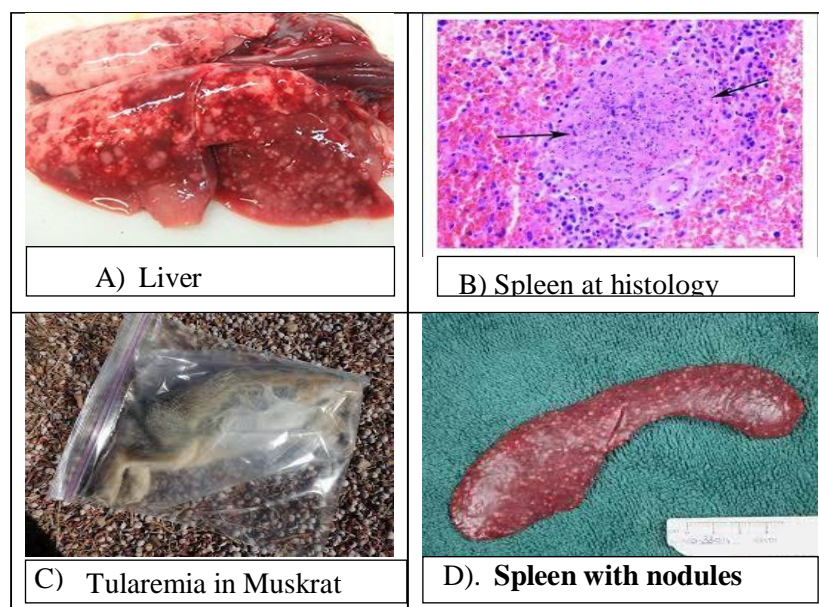 A) Liver
B) Spleen at histology
C) Tularemia in Muskrat
D). Spleen with nodules